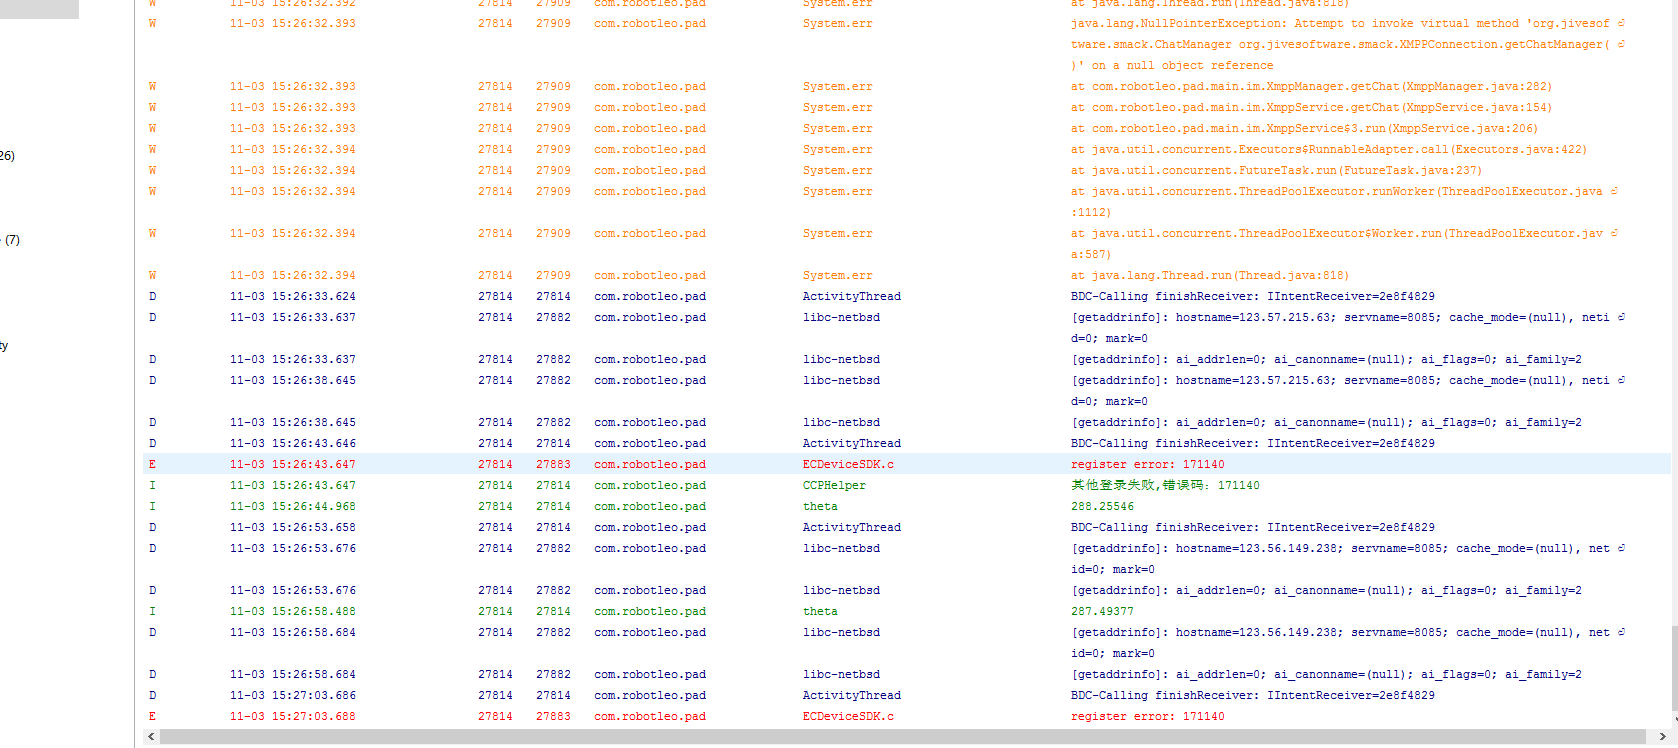 W 11-03 15:26:32.392 27814 27909 com.robotleo.pad System.err at java.lang.Thread.run(Thread.java:818)
W 11-03 15:26:32.393 27814 27909 com.robotleo.pad System.err java.lang.NullPointerException: Attempt to invoke virtual method 'org.jivesof
tware.smack.ChatManager org.jivesoftware.smack.XMPPConnection.getChatManager(
)' on a null object reference
W 11-03 15:26:32.393 27814 27909 com.robotleo.pad System.err at com.robotleo.pad.main.im.XmppManager.getChat(XmppManager.java:282)
W 11-03 15:26:32.393 27814 27909 com.robotleo.pad System.err at com.robotleo.pad.main.im.XmppService.getChat(XmppService.java:154)
W 11-03 15:26:32.393 27814 27909 com.robotleo.pad System.err at com.robotleo.pad.main.im.XmppService$3.run(XmppService.java:206)
26)
W 11-03 15:26:32.394 27814 27909 com.robotleo.pad System.err at java.util.concurrent.Executors$RunnableAdapter.call(Executors.java:422)
W 11-03 15:26:32.394 27814 27909 com.robotleo.pad System.err at java.util.concurrent.FutureTask.run(FutureTask.java:237)
W 11-03 15:26:32.394 27814 27909 com.robotleo.pad System.err at java.util.concurrent.ThreadPoolExecutor.runWorker(ThreadPoolExecutor.java
:1112)
(7)
W 11-03 15:26:32.394 27814 27909 com.robotleo.pad System.err at java.util.concurrent.ThreadPoolExecutor$Worker.run(ThreadPoolExecutor.jav
a:587)
W 11-03 15:26:32.394 27814 27909 com.robotleo.pad System.err at java.lang.Thread.run(Thread.java:818)
D 11-03 15:26:33.624 27814 27814 com.robotleo.pad ActivityThread BDC-Calling finishReceiver: IIntentReceiver=2e8f4829
D 11-03 15:26:33.637 27814 27882 com.robotleo.pad libc-netbsd [getaddrinfo]: hostname=123.57.215.63; servname=8085; cache_mode=(null), neti
d=0; mark=0
ty
D 11-03 15:26:33.637 27814 27882 com.robotleo.pad libc-netbsd [getaddrinfo]: ai_addrlen=0; ai_canonname=(null); ai_flags=0; ai_family=2
D 11-03 15:26:38.645 27814 27882 com.robotleo.pad libc-netbsd [getaddrinfo]: hostname=123.57.215.63; servname=8085; cache_mode=(null), neti
d=0; mark=0
D 11-03 15:26:38.645 27814 27882 com.robotleo.pad libc-netbsd [getaddrinfo]: ai_addrlen=0; ai_canonname=(null); ai_flags=0; ai_family=2
D 11-03 15:26:43.646 27814 27814 com.robotleo.pad ActivityThread BDC-Calling finishReceiver: IIntentReceiver=2e8f4829
E 11-03 15:26:43.647 27814 27883 com.robotleo.pad ECDeviceSDK.c register error: 171140
I 11-03 15:26:43.647 27814 27814 com.robotleo.pad CCPHelper 其他登录失败,错误码：171140
I 11-03 15:26:44.968 27814 27814 com.robotleo.pad theta 288.25546
D 11-03 15:26:53.658 27814 27814 com.robotleo.pad ActivityThread BDC-Calling finishReceiver: IIntentReceiver=2e8f4829
D 11-03 15:26:53.676 27814 27882 com.robotleo.pad libc-netbsd [getaddrinfo]: hostname=123.56.149.238; servname=8085; cache_mode=(null), net
id=0; mark=0
D 11-03 15:26:53.676 27814 27882 com.robotleo.pad libc-netbsd [getaddrinfo]: ai_addrlen=0; ai_canonname=(null); ai_flags=0; ai_family=2
I 11-03 15:26:58.488 27814 27814 com.robotleo.pad theta 287.49377
D 11-03 15:26:58.684 27814 27882 com.robotleo.pad libc-netbsd [getaddrinfo]: hostname=123.56.149.238; servname=8085; cache_mode=(null), net
id=0; mark=0
D 11-03 15:26:58.684 27814 27882 com.robotleo.pad libc-netbsd [getaddrinfo]: ai_addrlen=0; ai_canonname=(null); ai_flags=0; ai_family=2
D 11-03 15:27:03.686 27814 27814 com.robotleo.pad ActivityThread BDC-Calling finishReceiver: IIntentReceiver=2e8f4829
E 11-03 15:27:03.688 27814 27883 com.robotleo.pad ECDeviceSDK.c register error: 171140